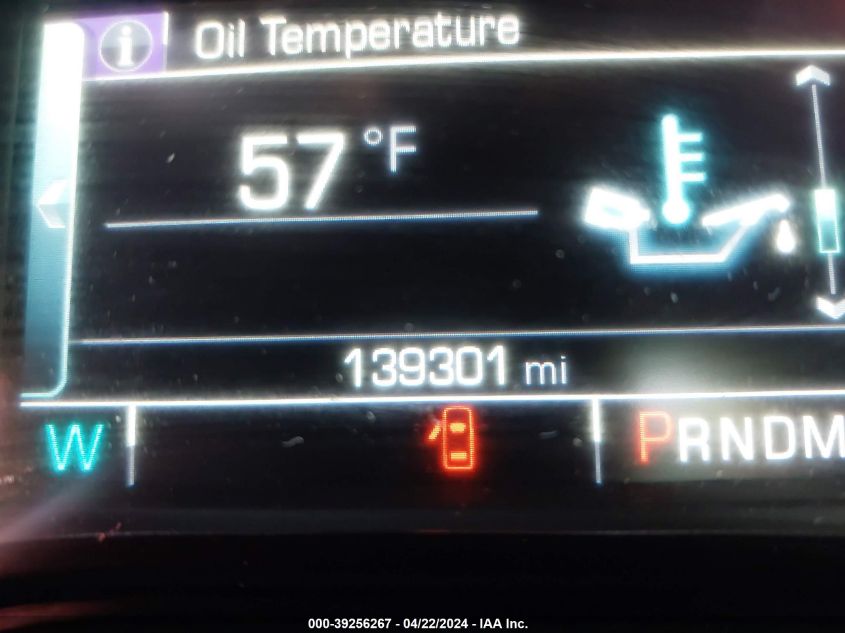 i Oil Temperature
57 °F
139301 mi
W PRNDM
000-39256267 - 04/22/2024 - IAA Inc.